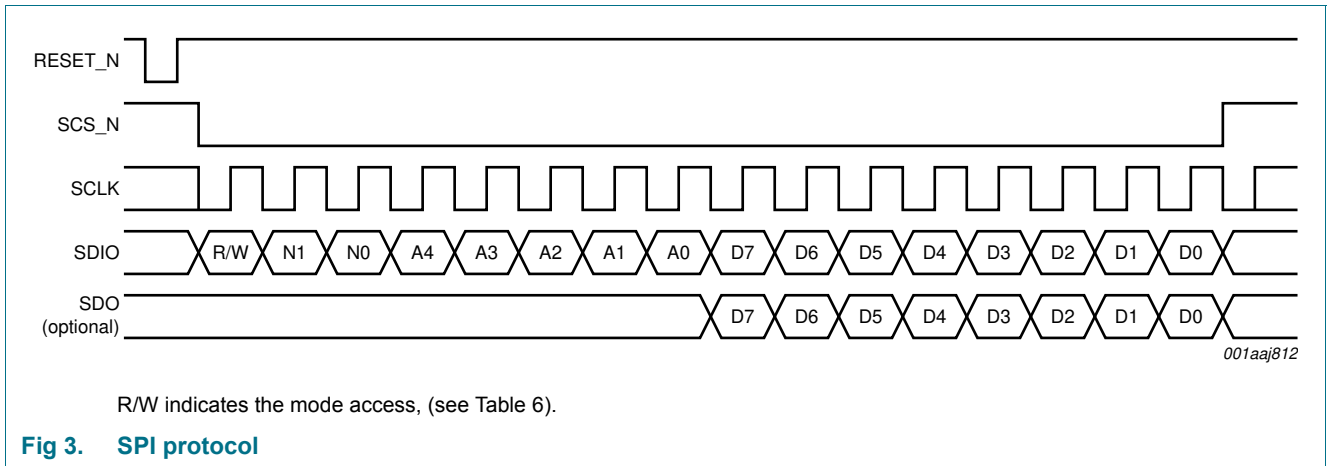 RESET_N
SCS_N
SCLK
SDIO R/W N1 N0 A4 A3 A2 A1 A0 D7 D6 D5 D4 D3 D2 D1 D0
SDO
(optional) D7 D6 D5 D4 D3 D2 D1 D0
001aaj812
R/W indicates the mode access, (see Table 6).
Fig 3. SPI protocol